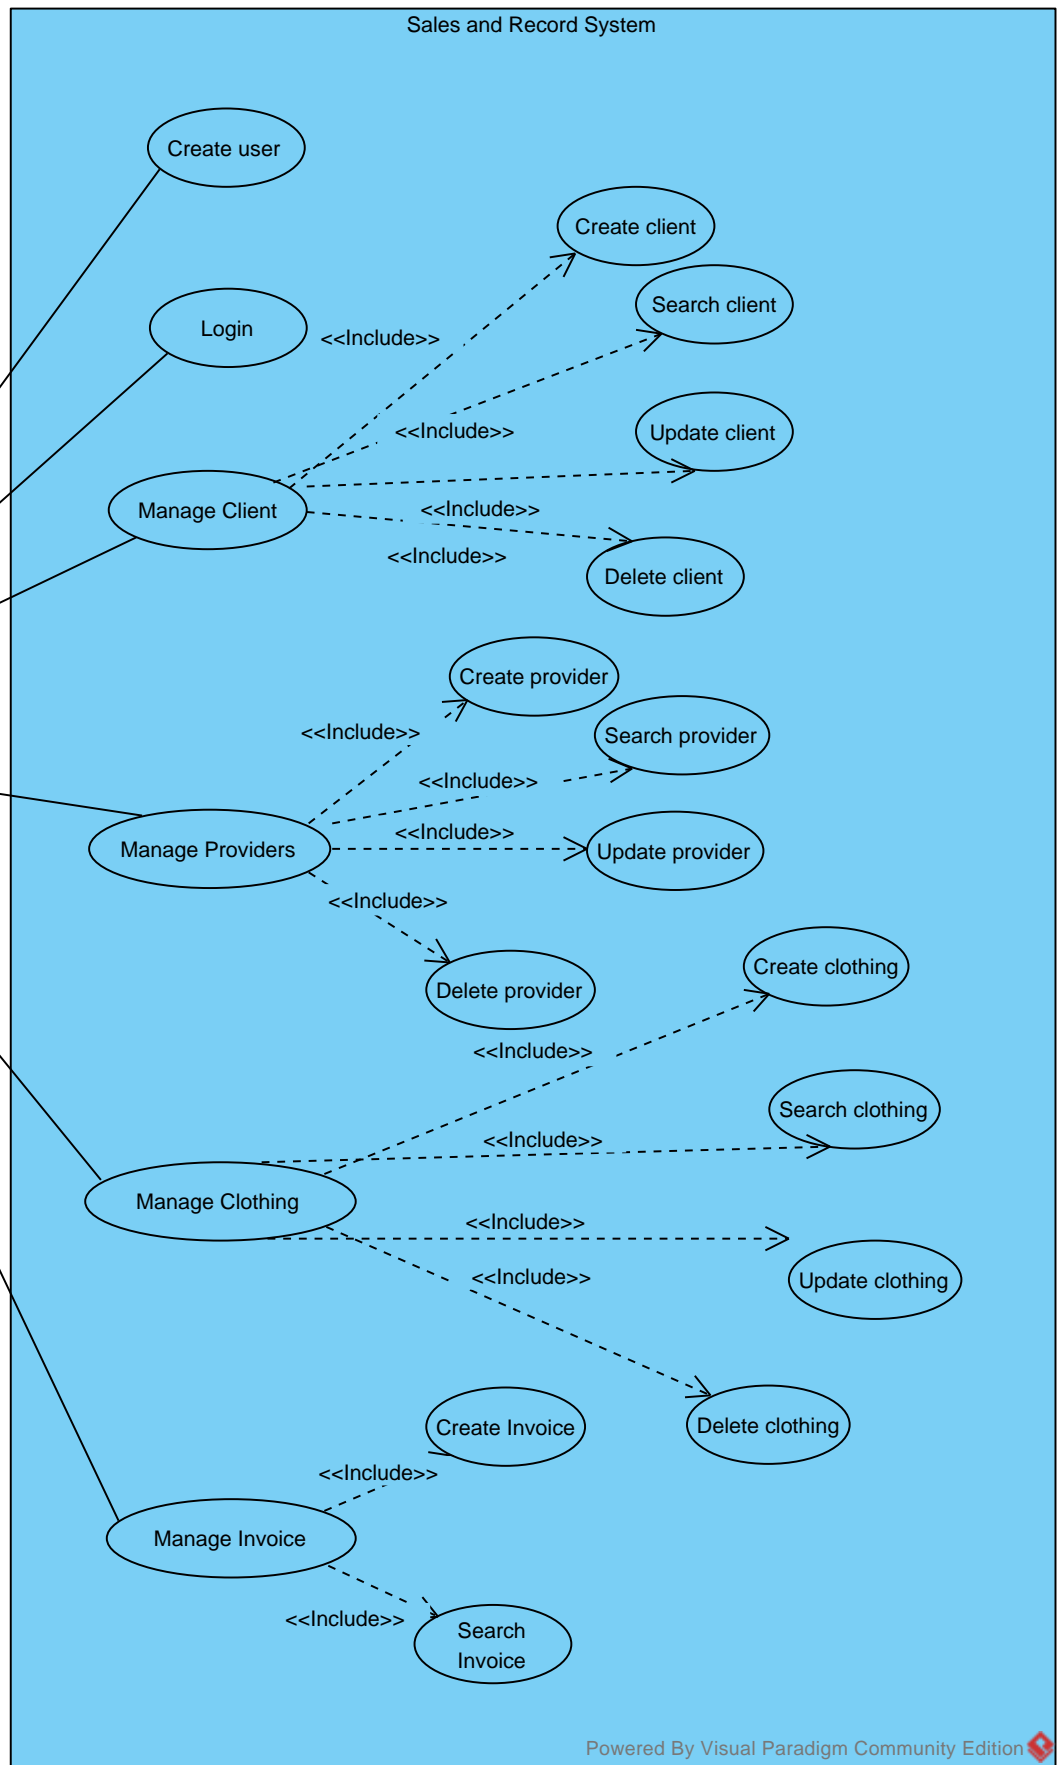 Sales and Record System
Create user
Create client
Search client
Login
<<Include>>
Update client
<<Include>>
Manage Client
<<Include>>
<<Include>>
Delete client
Create provider
<<Include>>
Search provider
<<Include>>
<<Include>>
Manage Providers
Update provider
<<Include>>
Delete provider
Create clothing
<<Include>>
Search clothing
<<Include>>
Manage Clothing
<<Include>>
<<Include>>
Update clothing
Create Invoice
Delete clothing
<<Include>>
Manage Invoice
<<Include>>
Search
Invoice
Powered By Visual Paradigm Community Edition